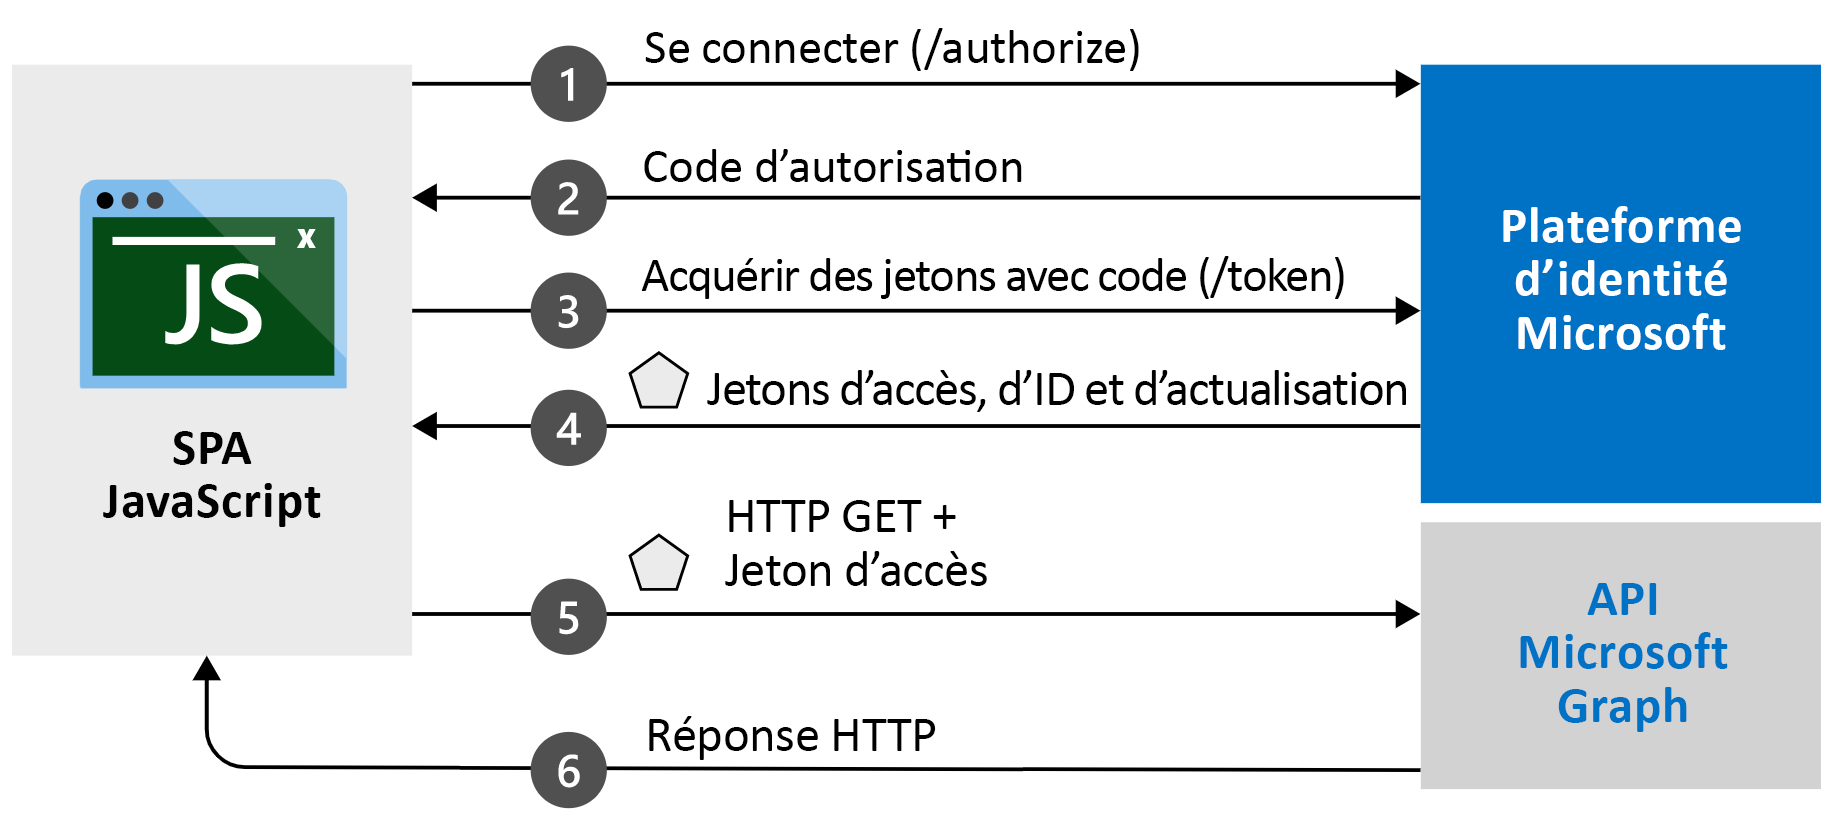 Se connecter (/authorize)
1
Code d’autorisation
2
Acquérir des jetons avec code (/token)
3
Jetons d’accès, d’ID et d’actualisation
4
HTTP GET +
Jeton d’accès
5
Réponse HTTP
6
x
JS
SPA
JavaScript
Plateforme
d’identité
Microsoft
API
Microsoft
Graph